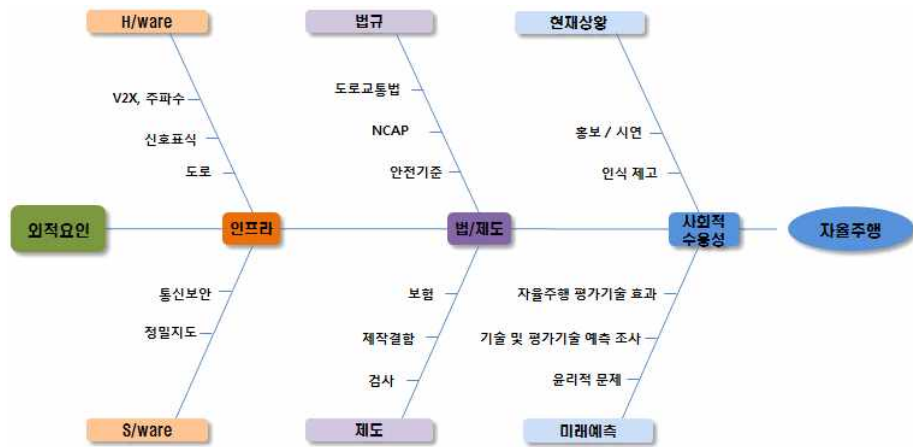 H/ware
법규
현재상황
V2X, 주파수
신호표식
도로
도로교통법
NCAP
안전기준
홍보 / 시연
인식 제고
외적요인
인프라
법/제도
사회적
수용성
자율주행
통신보안
정밀지도
보험
제작결함
검사
자율주행 평가기술 효과
기술 및 평가기술 예측 조사
윤리적 문제
S/ware
제도
미래예측